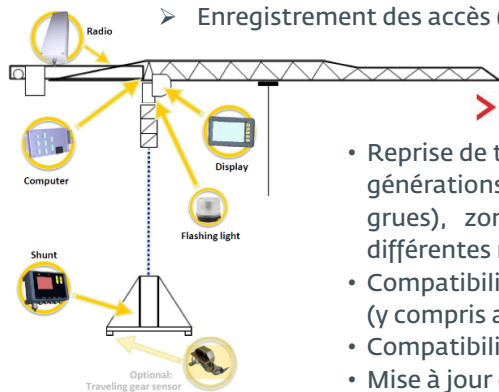 ➢ Enregistrement des accès (
Radio
Computer
Display
Flashing light
Shunt
Optional:
Traveling gear sensor
• Reprise de t
générations
grues), zon
différentes
• Compatibili
(y compris a
• Compatibili
• Mise à jour